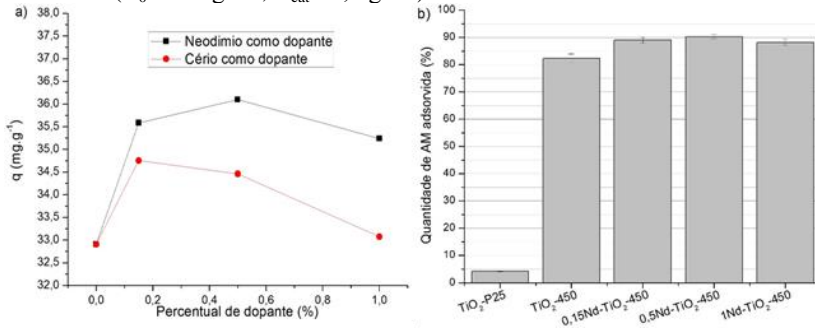 a)
38,0
37,5
37,0
36,5
36,0
35,5
35,0
34,5
34,0
33,5
33,0
32,5
32,0
q (mg.g⁻¹)
Neodimio como dopante
Cério como dopante
0,0
0,2
0,4
0,6
0,8
1,0
Percentual de dopante (%)
b)
100
90
80
70
60
50
40
30
20
10
0
Quantidade de AM adsorvida (%)
TiO₂-P25
TiO₂-450
0,15Nd-TiO₂-450
0,5Nd-TiO₂-450
1Nd-TiO₂-450